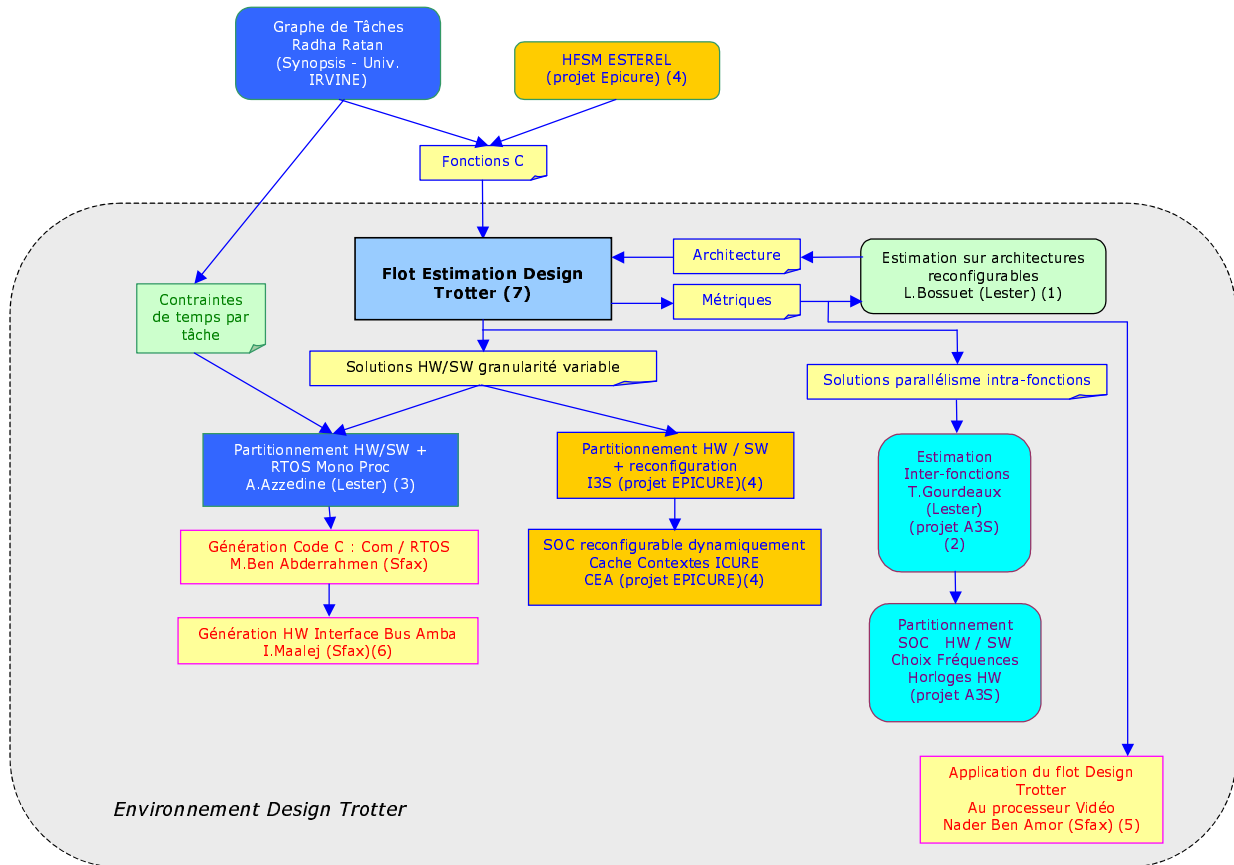 Graphe de Tâches
Radha Ratan
(Synopsis - Univ.
IRVINE)
HFSM ESTEREL
(projet Epicure) (4)
Fonctions C
Flot Estimation Design
Trotter (7)
Architecture
Métriques
Estimation sur architectures
reconfigurables
L.Bossuet (Lester) (1)
Contraintes
de temps par
tâche
Solutions HW/SW granularité variable
Solutions parallélisme intra-fonctions
Partitionnement HW/SW +
RTOS Mono Proc
A.Azzedine (Lester) (3)
Partitionnement HW / SW
+ reconfiguration
I3S (projet EPICURE)(4)
Estimation
Inter-fonctions
T.Gourdeaux
(Lester)
(projet A3S)
(2)
Génération Code C : Com / RTOS
M.Ben Abderrahmen (Sfax)
SOC reconfigurable dynamiquement
Cache Contextes ICURE
CEA (projet EPICURE)(4)
Génération HW Interface Bus Amba
I.Maalej (Sfax)(6)
Partitionnement
SOC HW / SW
Choix Fréquences
Horloges HW
(projet A3S)
Application du flot Design
Trotter
Au processeur Vidéo
Nader Ben Amor (Sfax) (5)
Environnement Design Trotter